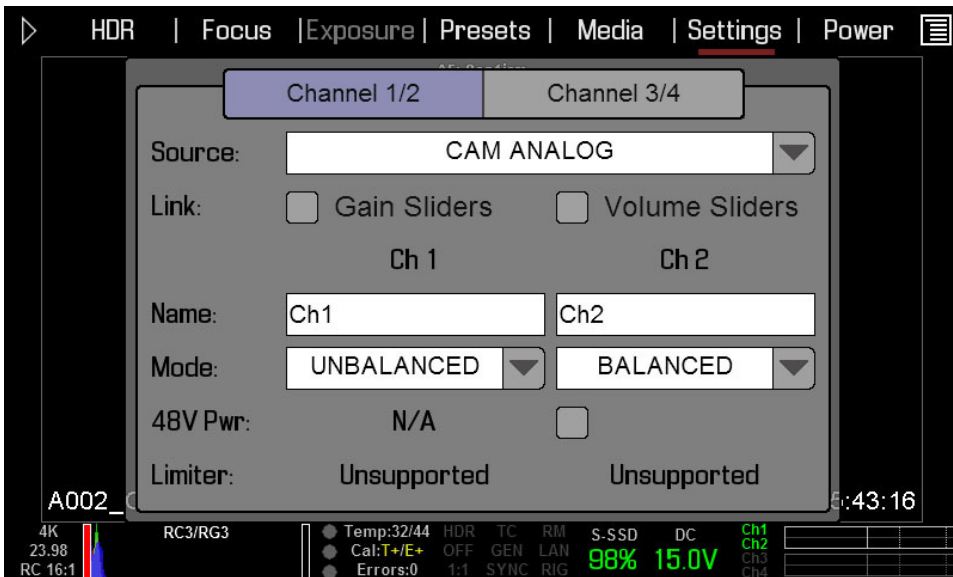 HDR | Focus | Exposure | Presets | Media | Settings | Power
Channel 1/2 Channel 3/4
Source: CAM ANALOG
Link: Gain Sliders Volume Sliders
Ch 1 Ch 2
Name: Ch1 Ch2
Mode: UNBALANCED BALANCED
48V Pwr: N/A
Limiter: Unsupported Unsupported
A002_ 5:43:16
4K RC3/RG3 Temp:32/44 HDR TC RM S-SSD DC Ch1
23.98 Cal:T+/E+ OFF GEN LAN 98% 15.0V Ch2
Ch3
RC 16:1 Errors:0 1:1 SYNC RIG Ch4